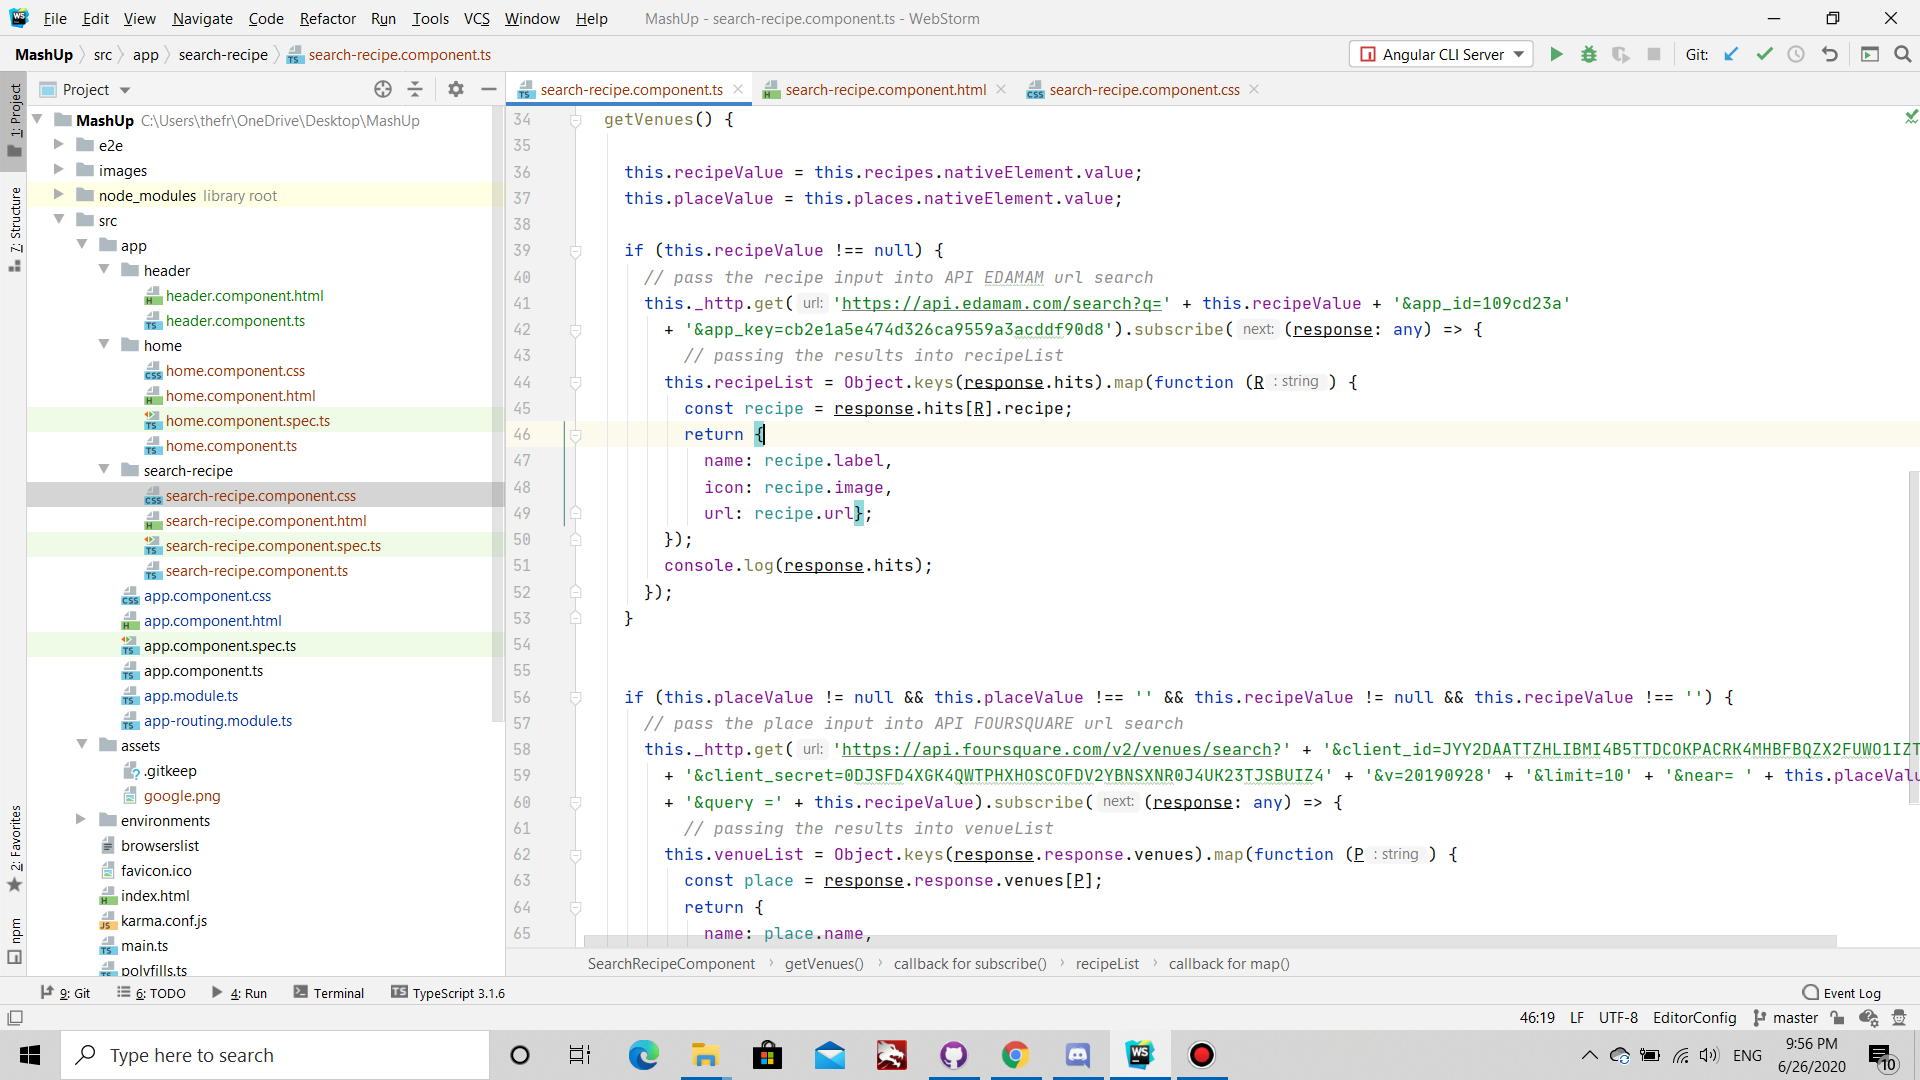 File Edit View Navigate Code Refactor Run Tools VCS Window Help MashUp - search-recipe.component.ts - WebStorm
MashUp src app search-recipe search-recipe.component.ts Angular CLI Server Git:
Project
search-recipe.component.ts search-recipe.component.html search-recipe.component.css
1: Project
7: Structure
2: Favorites
npm
MashUp C:\Users\thefr\OneDrive\Desktop\MashUp
e2e
images
node_modules library root
src
app
header
header.component.html
header.component.ts
home
home.component.css
home.component.html
home.component.spec.ts
home.component.ts
search-recipe
search-recipe.component.css
search-recipe.component.html
search-recipe.component.spec.ts
search-recipe.component.ts
app.component.css
app.component.html
app.component.spec.ts
app.component.ts
app.module.ts
app-routing.module.ts
assets
.gitkeep
google.png
environments
browserslist
favicon.ico
index.html
karma.conf.js
main.ts
polyfills.ts
34 getVenues() {
35
36 this.recipeValue = this.recipes.nativeElement.value;
37 this.placeValue = this.places.nativeElement.value;
38
39 if (this.recipeValue !== null) {
40 // pass the recipe input into API EDAMAM url search
41 this._http.get( url: 'https://api.edamam.com/search?q=' + this.recipeValue + '&app_id=109cd23a'
42 + '&app_key=cb2e1a5e474d326ca9559a3acddf90d8').subscribe( next: (response: any) => {
43 // passing the results into recipeList
44 this.recipeList = Object.keys(response.hits).map(function (R : string ) {
45 const recipe = response.hits[R].recipe;
46 return {
47 name: recipe.label,
48 icon: recipe.image,
49 url: recipe.url};
50 });
51 console.log(response.hits);
52 });
53 }
54
55
56 if (this.placeValue != null && this.placeValue !== '' && this.recipeValue != null && this.recipeValue !== '') {
57 // pass the place input into API FOURSQUARE url search
58 this._http.get( url: 'https://api.foursquare.com/v2/venues/search?' + '&client_id=JYY2DAATTZHLIBMI4B5TTDCOKPACRK4MHBFBQZX2FUWO1IZT
59 + '&client_secret=0DJSFD4XGK4QWTPHXHOSCOFDV2YBNSXNR0J4UK23TJSBUIZ4' + '&v=20190928' + '&limit=10' + '&near= ' + this.placeValu
60 + '&query =' + this.recipeValue).subscribe( next: (response: any) => {
61 // passing the results into venueList
62 this.venueList = Object.keys(response.response.venues).map(function (P : string ) {
63 const place = response.response.venues[P];
64 return {
65 name: place.name,
SearchRecipeComponent getVenues() callback for subscribe() recipeList callback for map()
9: Git 6: TODO 4: Run Terminal TypeScript 3.1.6 Event Log
46:19 LF UTF-8 EditorConfig master
Type here to search ENG 9:56 PM
6/26/2020 10